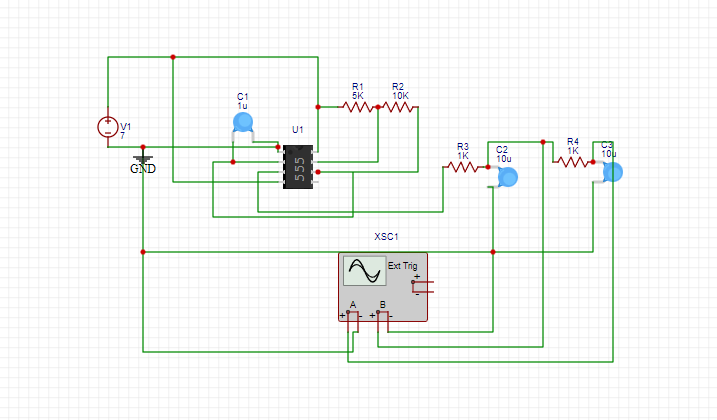 V1
7
GND
C1
1u
U1
555
R1
5K
R2
10K
R3
1K
C2
10u
R4
1K
C3
10u
XSC1
Ext Trig
+
-
A
B
+
-
+
-